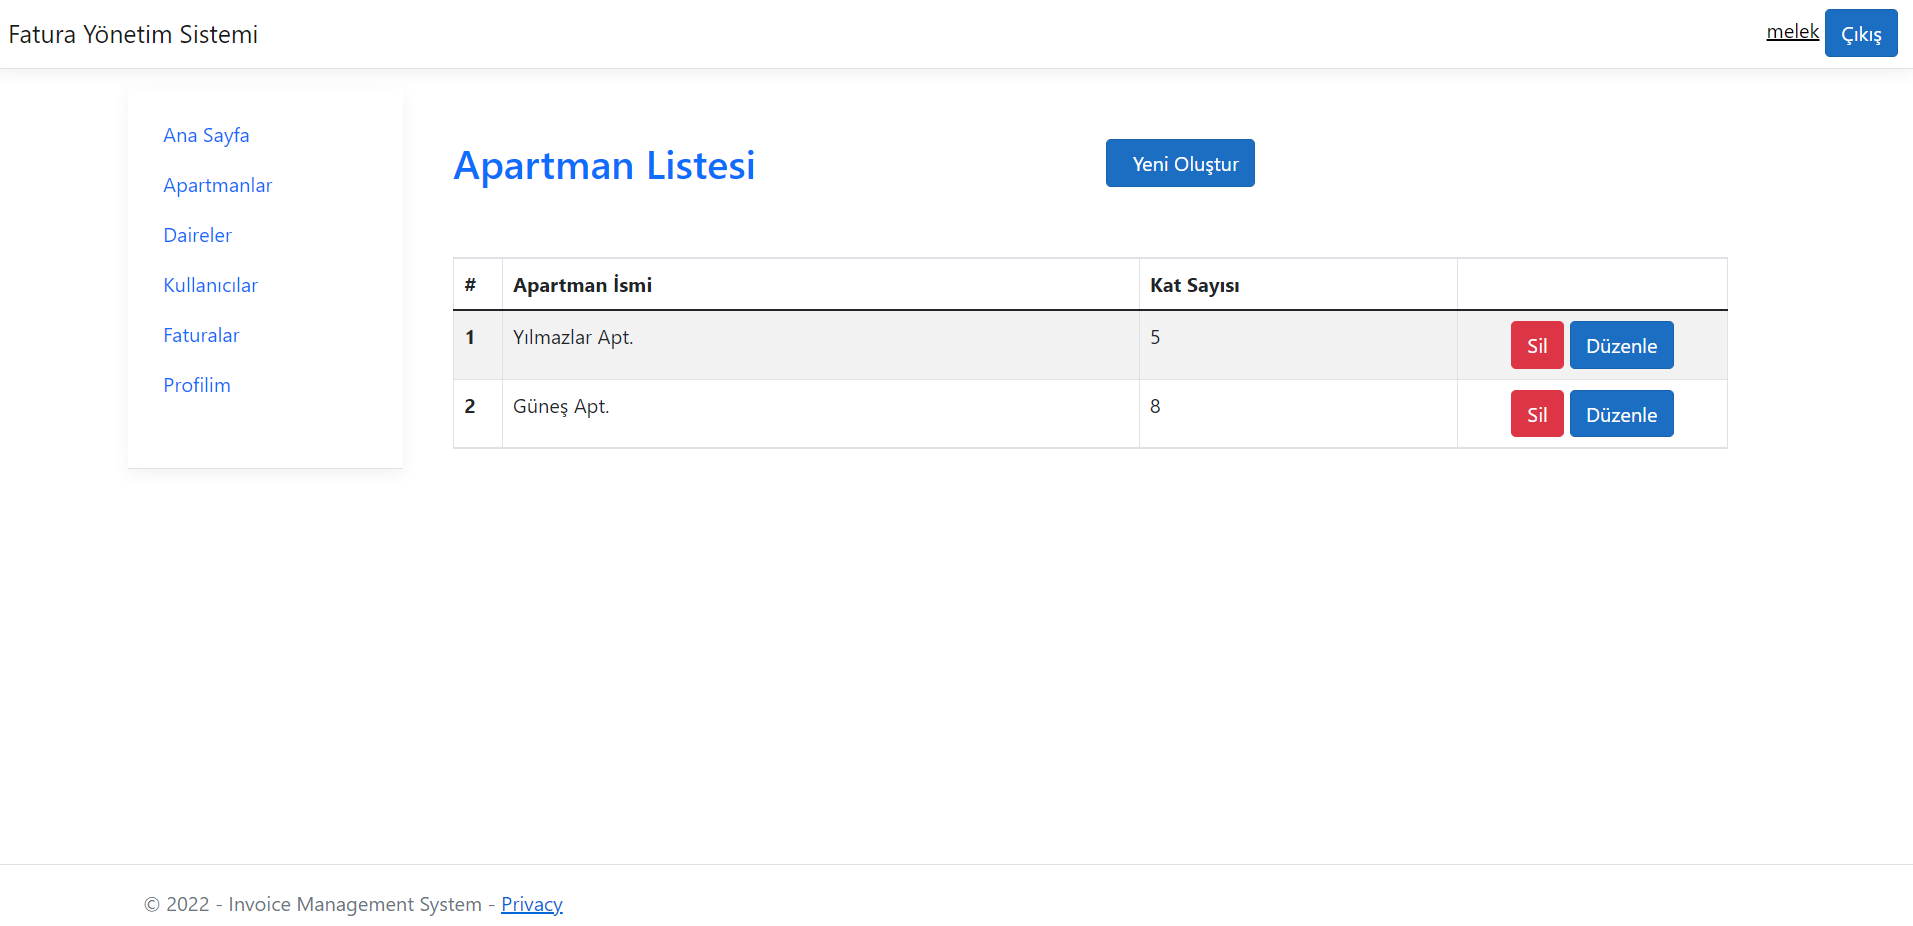 Fatura Yönetim Sistemi
melek Çıkış
Ana Sayfa
Apartmanlar
Daireler
Kullanıcılar
Faturalar
Profilim
Apartman Listesi
Yeni Oluştur
# Apartman İsmi Kat Sayısı
1 Yılmazlar Apt. 5 Sil Düzenle
2 Güneş Apt. 8 Sil Düzenle
© 2022 - Invoice Management System - Privacy